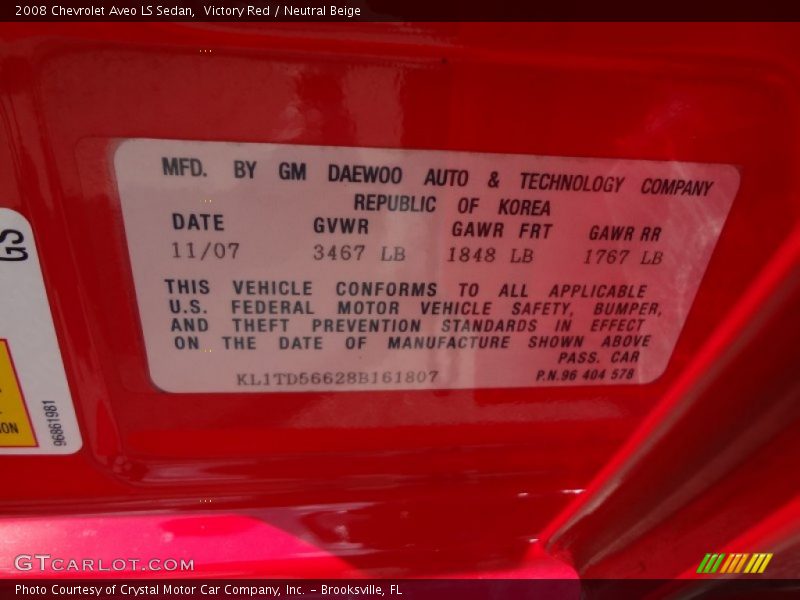 2008 Chevrolet Aveo LS Sedan,  Victory Red / Neutral Beige
MFD. BY GM DAEWOO AUTO & TECHNOLOGY COMPANY
REPUBLIC OF KOREA
DATE GVWR GAWR FRT GAWR RR
11/07 3467 LB 1848 LB 1767 LB
THIS VEHICLE CONFORMS TO ALL APPLICABLE
U.S. FEDERAL MOTOR VEHICLE SAFETY, BUMPER,
AND THEFT PREVENTION STANDARDS IN EFFECT
ON THE DATE OF MANUFACTURE SHOWN ABOVE
PASS. CAR
KL1TD56628B161807 P.N.96 404 578
GS
ION
96861981
GTCARLOT.COM
Photo Courtesy of Crystal Motor Car Company, Inc. – Brooksville, FL